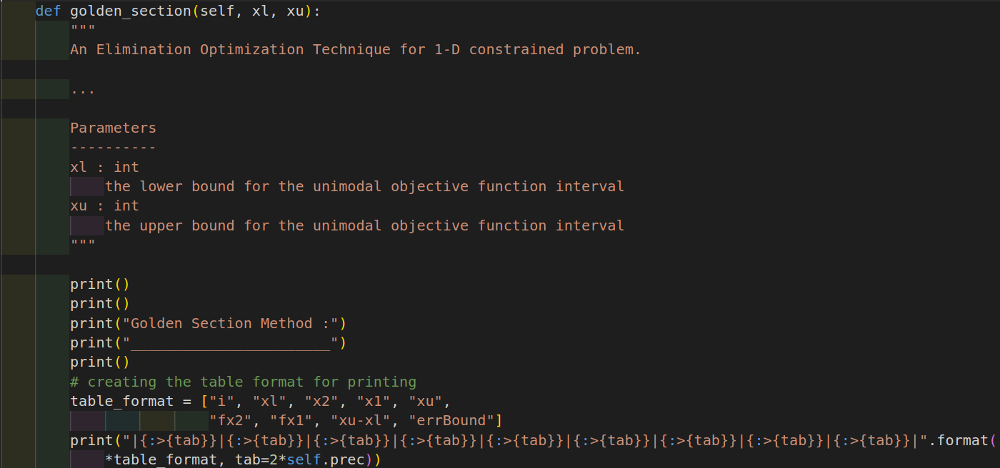 def golden_section(self, xl, xu):
"""
An Elimination Optimization Technique for 1-D constrained problem.
...
Parameters
----------
xl : int
the lower bound for the unimodal objective function interval
xu : int
the upper bound for the unimodal objective function interval
"""
print()
print()
print("Golden Section Method :")
print("_______________________")
print()
# creating the table format for printing
table_format = ["i", "xl", "x2", "x1", "xu",
"fx2", "fx1", "xu-xl", "errBound"]
print("|{:>{tab}}|{:>{tab}}|{:>{tab}}|{:>{tab}}|{:>{tab}}|{:>{tab}}|{:>{tab}}|{:>{tab}}|{:>{tab}}|".format(
*table_format, tab=2*self.prec))